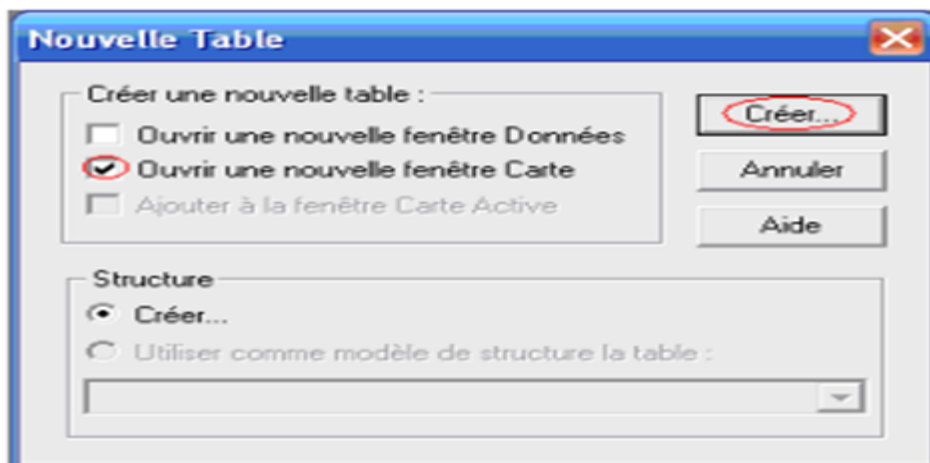 Nouvelle Table
Créer une nouvelle table :
Ouvrir une nouvelle fenêtre Données
Ouvrir une nouvelle fenêtre Carte
Ajouter à la fenêtre Carte Active
Créer...
Annuler
Aide
Structure
Créer...
Utiliser comme modèle de structure la table :